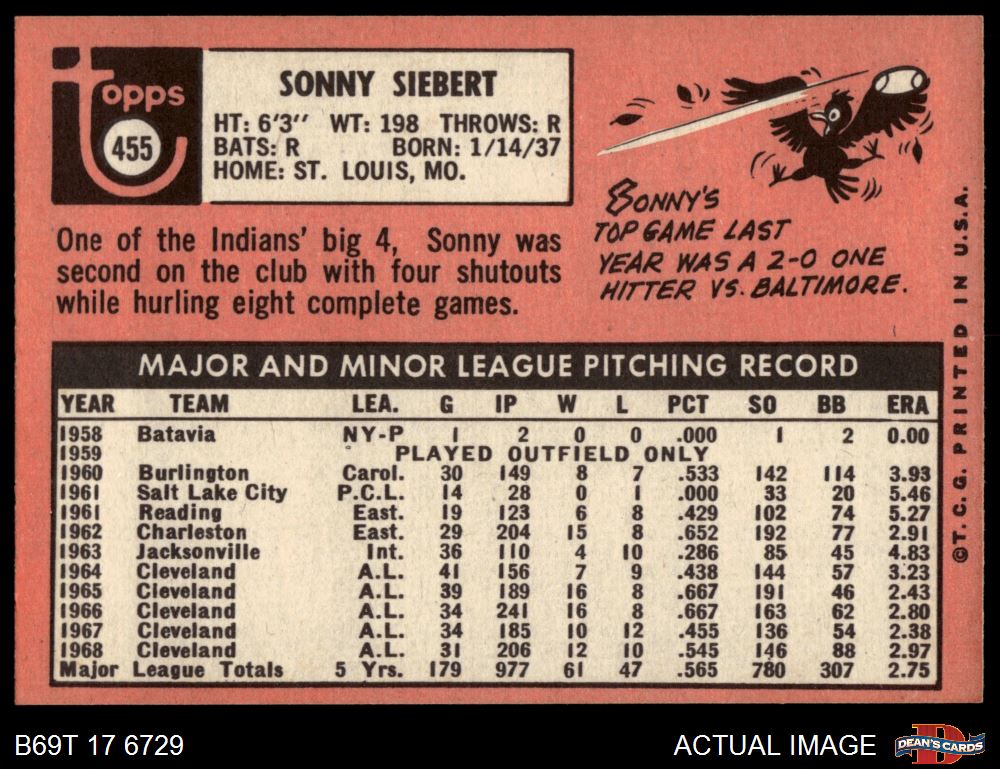 topps
455
SONNY SIEBERT
HT: 6'3" WT: 198 THROWS: R
BATS: R BORN: 1/14/37
HOME: ST. LOUIS, MO.
One of the Indians' big 4, Sonny was
second on the club with four shutouts
while hurling eight complete games.
SONNY'S
TOP GAME LAST
YEAR WAS A 2-0 ONE
HITTER VS. BALTIMORE.
MAJOR AND MINOR LEAGUE PITCHING RECORD
YEAR TEAM LEA. G IP W L PCT SO BB ERA
1958 Batavia NY-P 1 2 0 0 .000 1 2 0.00
1959 PLAYED OUTFIELD ONLY
1960 Burlington Carol. 30 149 8 7 .533 142 114 3.93
1961 Salt Lake City P.C.L. 14 28 0 1 .000 33 20 5.46
1961 Reading East. 19 123 6 8 .429 102 74 5.27
1962 Charleston East. 29 204 15 8 .652 192 77 2.91
1963 Jacksonville Int. 36 110 4 10 .286 85 45 4.83
1964 Cleveland A.L. 41 156 7 9 .438 144 57 3.23
1965 Cleveland A.L. 39 189 16 8 .667 191 46 2.43
1966 Cleveland A.L. 34 241 16 8 .667 163 62 2.80
1967 Cleveland A.L. 34 185 10 12 .455 136 54 2.38
1968 Cleveland A.L. 31 206 12 10 .545 146 88 2.97
Major League Totals 5 Yrs. 179 977 61 47 .565 780 307 2.75
©T.C.G. PRINTED IN U.S.A.
B69T 17 6729
ACTUAL IMAGE
D
DEAN'S CARDS